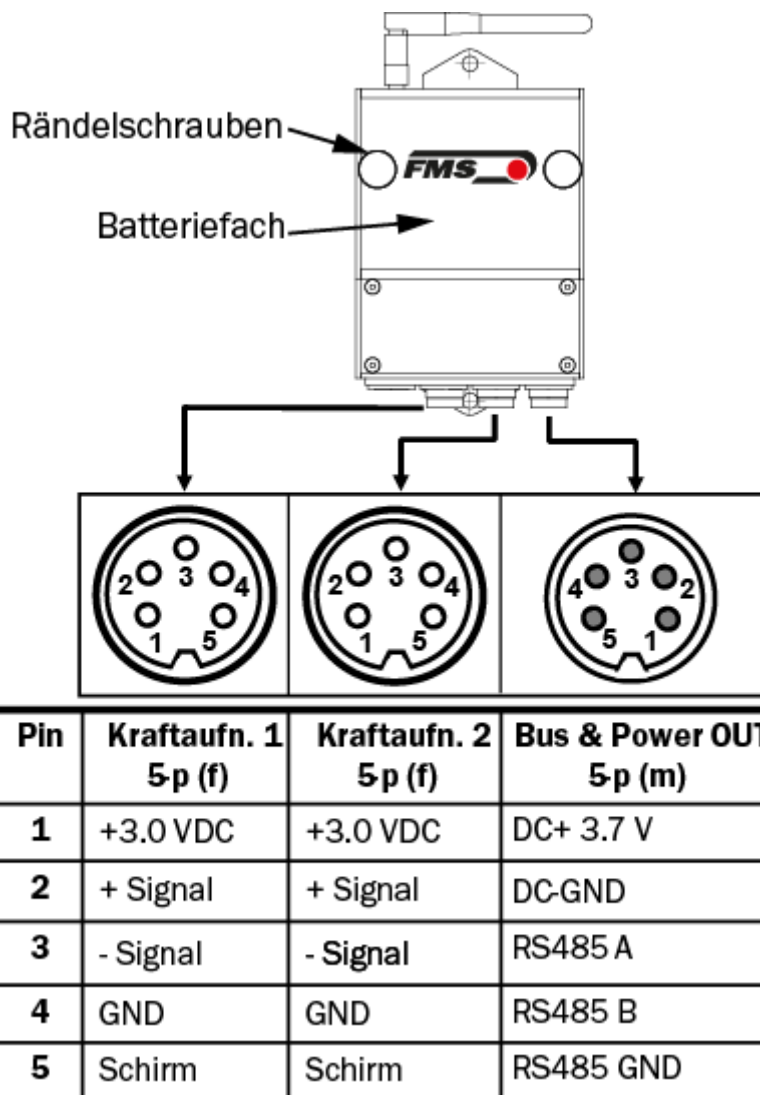 Rändelschrauben
FMS
Batteriefach
2 3 4
1 5
2 3 4
1 5
4 3 2
5 1
Pin Kraftaufn. 1 5-p (f) Kraftaufn. 2 5-p (f) Bus & Power OUT 5-p (m)
1 +3.0 VDC +3.0 VDC DC+ 3.7 V
2 + Signal + Signal DC-GND
3 - Signal - Signal RS485 A
4 GND GND RS485 B
5 Schirm Schirm RS485 GND